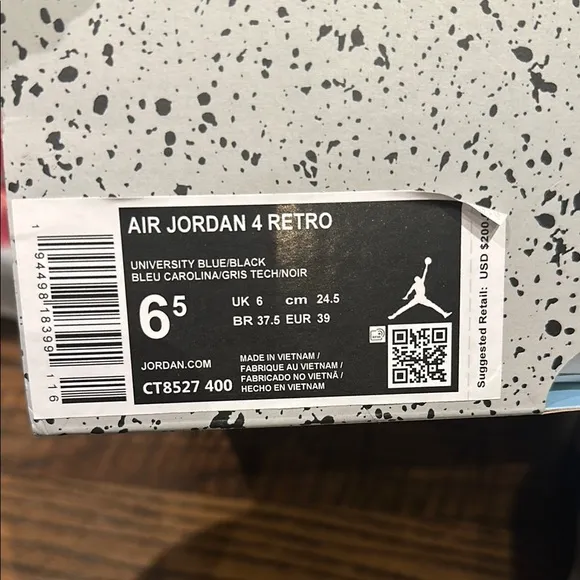 AIR JORDAN 4 RETRO
UNIVERSITY BLUE/BLACK
BLEU CAROLINA/GRIS TECH/NOIR
6 5
UK 6 cm 24.5
BR 37.5 EUR 39
JORDAN.COM
CT8527 400
MADE IN VIETNAM /
FABRIQUE AU VIETNAM /
FABRICADO NO VIETNÃ /
HECHO EN VIETNAM
Suggested Retail: USD $200.
1 94498 18399 116